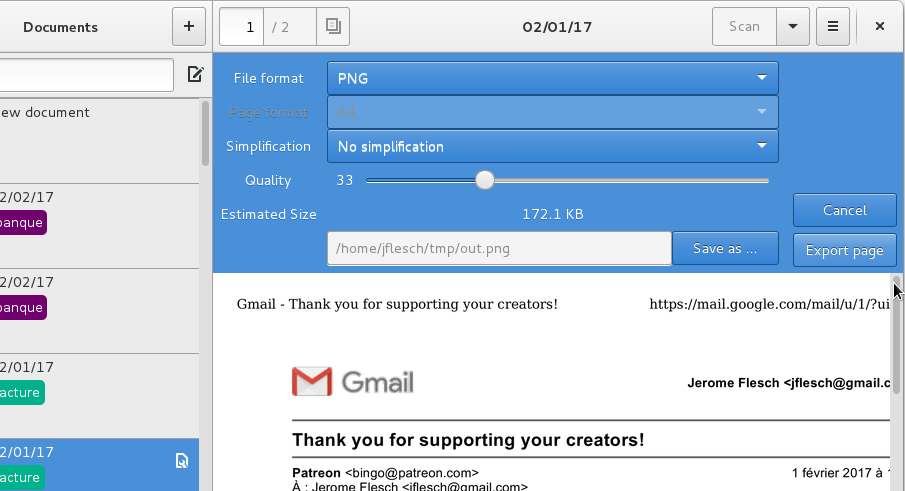 Documents
+
1 / 2
02/01/17
Scan
ew document
2/02/17
banque
2/02/17
banque
2/01/17
acture
2/01/17
acture
File format PNG
Page format A4
Simplification No simplification
Quality 33
Estimated Size 172.1 KB
/home/jflesch/tmp/out.png Save as ...
Cancel
Export page
Gmail - Thank you for supporting your creators! https://mail.google.com/mail/u/1/?ui
Gmail
Jerome Flesch <jflesch@gmail.c
Thank you for supporting your creators!
Patreon <bingo@patreon.com> 1 février 2017 à 1
À : Jerome Flesch <jflesch@gmail.com>